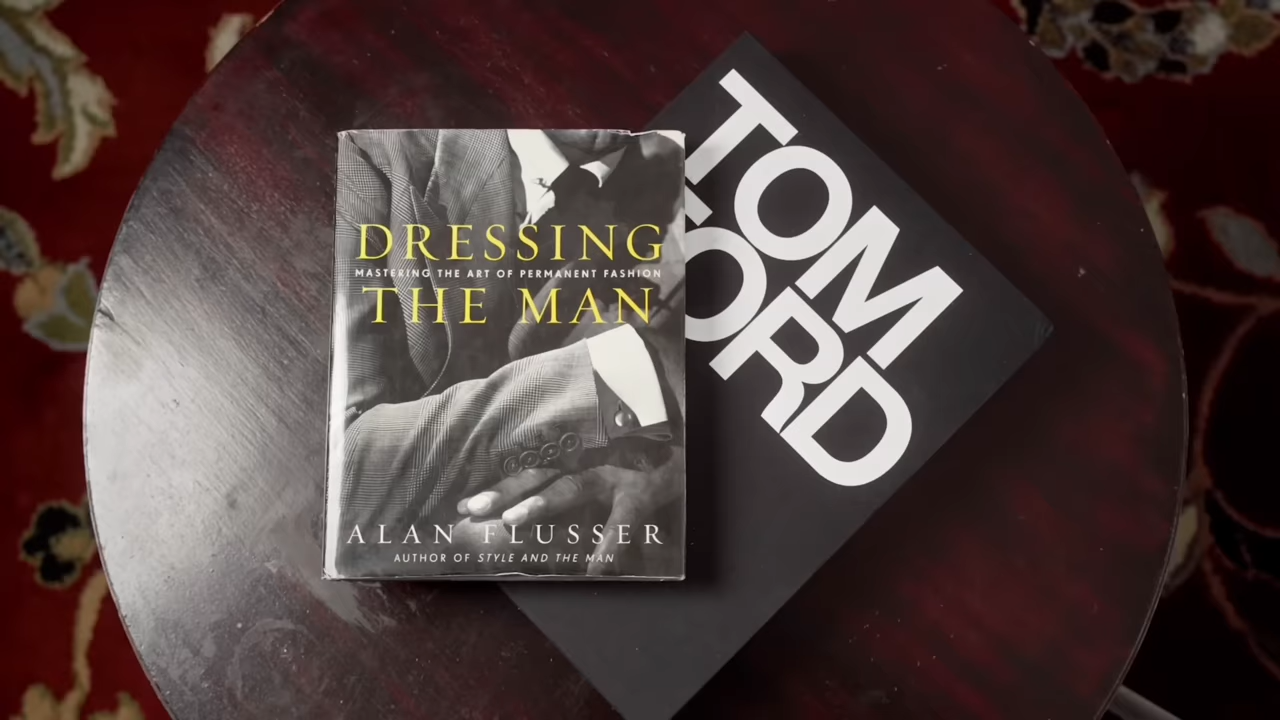 DRESSING
MASTERING THE ART OF PERMANENT FASHION
THE MAN
ALAN FLUSSER
AUTHOR OF STYLE AND THE MAN
TOM
FORD